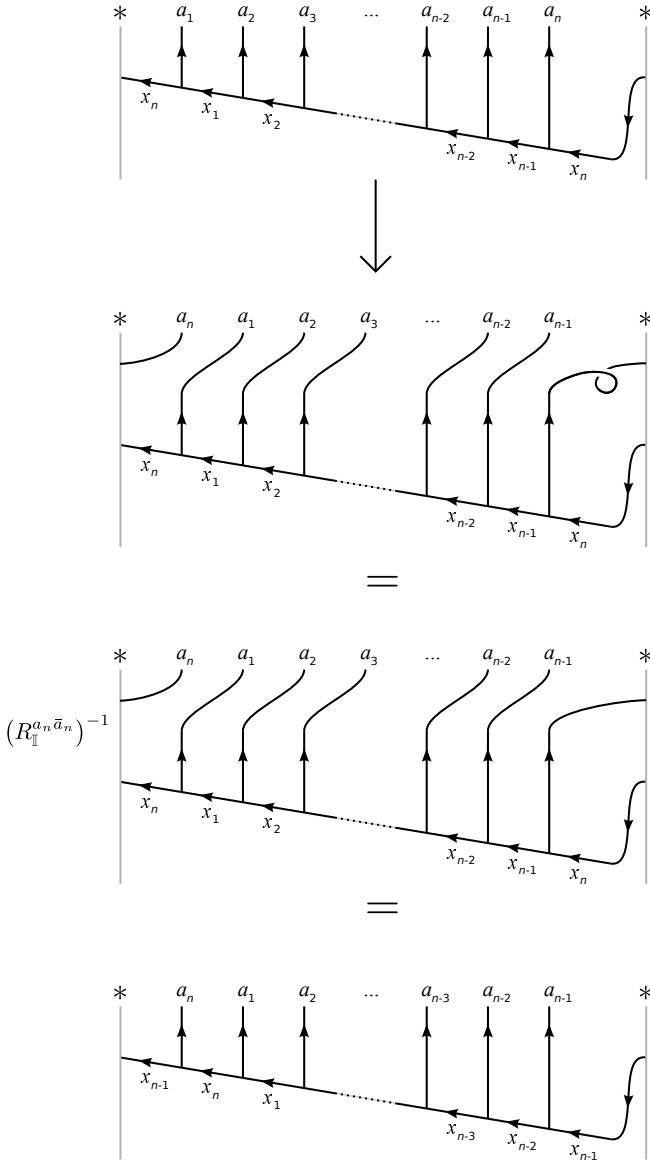 * a₁ a₂ a₃ ... aₙ₋₂ aₙ₋₁ aₙ *
xₙ x₁ x₂ xₙ₋₂ xₙ₋₁ xₙ
* aₙ a₁ a₂ a₃ ... aₙ₋₂ aₙ₋₁ *
xₙ x₁ x₂ xₙ₋₂ xₙ₋₁ xₙ
=
* aₙ a₁ a₂ a₃ ... aₙ₋₂ aₙ₋₁ *
(R_𝕀^{aₙ āₙ})⁻¹
xₙ x₁ x₂ xₙ₋₂ xₙ₋₁ xₙ
=
* aₙ a₁ a₂ ... aₙ₋₃ aₙ₋₂ aₙ₋₁ *
xₙ₋₁ xₙ x₁ xₙ₋₃ xₙ₋₂ xₙ₋₁